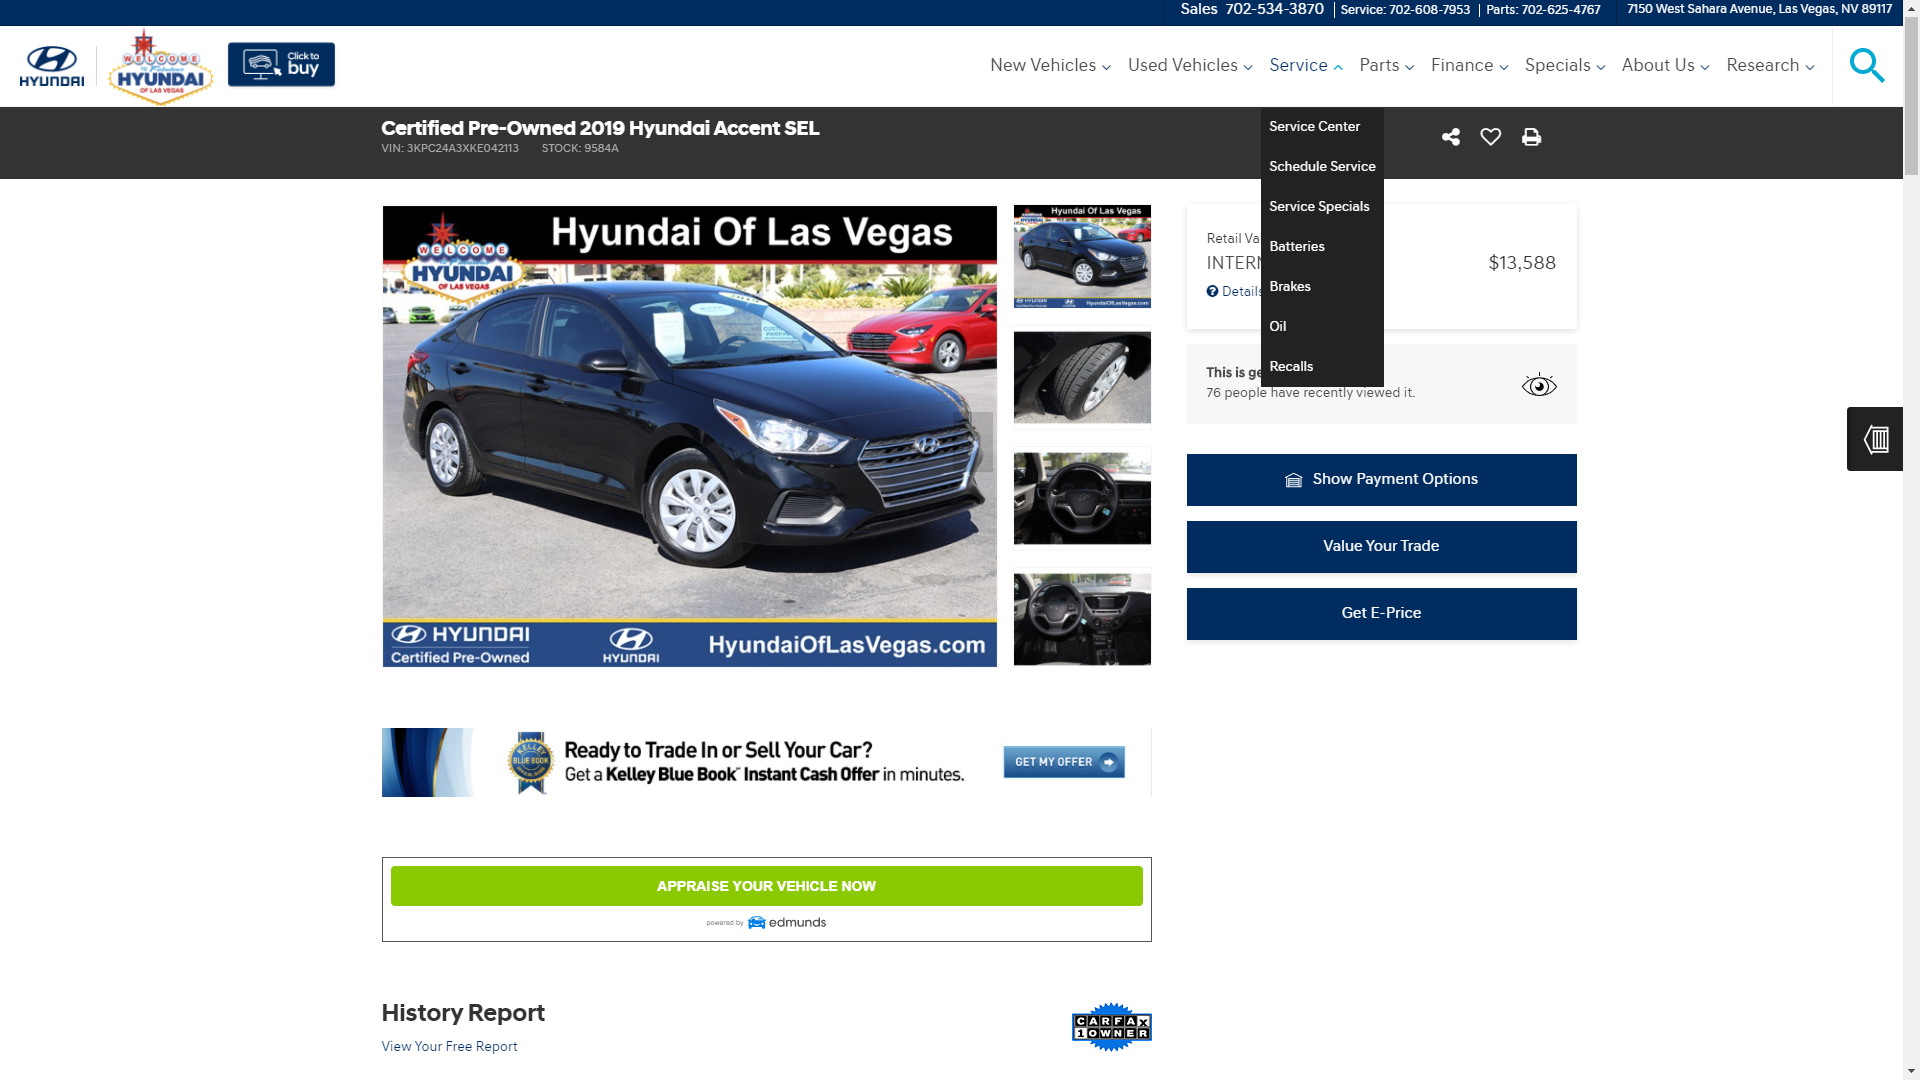 Sales 702-534-3870 | Service: 702-608-7953 | Parts: 702-625-4767
7150 West Sahara Avenue, Las Vegas, NV 89117
HYUNDAI
WELCOME
HYUNDAI
OF LAS VEGAS
Click to
buy
New Vehicles
Used Vehicles
Service
Parts
Finance
Specials
About Us
Research
Certified Pre-Owned 2019 Hyundai Accent SEL
VIN: 3KPC24A3XKE042113
STOCK: 9584A
Service Center
Schedule Service
Service Specials
Batteries
Brakes
Oil
Recalls
Hyundai Of Las Vegas
WELCOME
HYUNDAI
OF LAS VEGAS
HYUNDAI
Certified Pre-Owned
HYUNDAI
HyundaiOfLasVegas.com
Hyundai Of Las Vegas
HyundaiOfLasVegas.com
Retail Va
INTERN
$13,588
Details
This is ge
76 people have recently viewed it.
Show Payment Options
Value Your Trade
Get E-Price
KELLEY
BLUE BOOK
Ready to Trade In or Sell Your Car?
Get a Kelley Blue Book Instant Cash Offer in minutes.
GET MY OFFER
APPRAISE YOUR VEHICLE NOW
powered by edmunds
History Report
View Your Free Report
CARFAX
1 OWNER